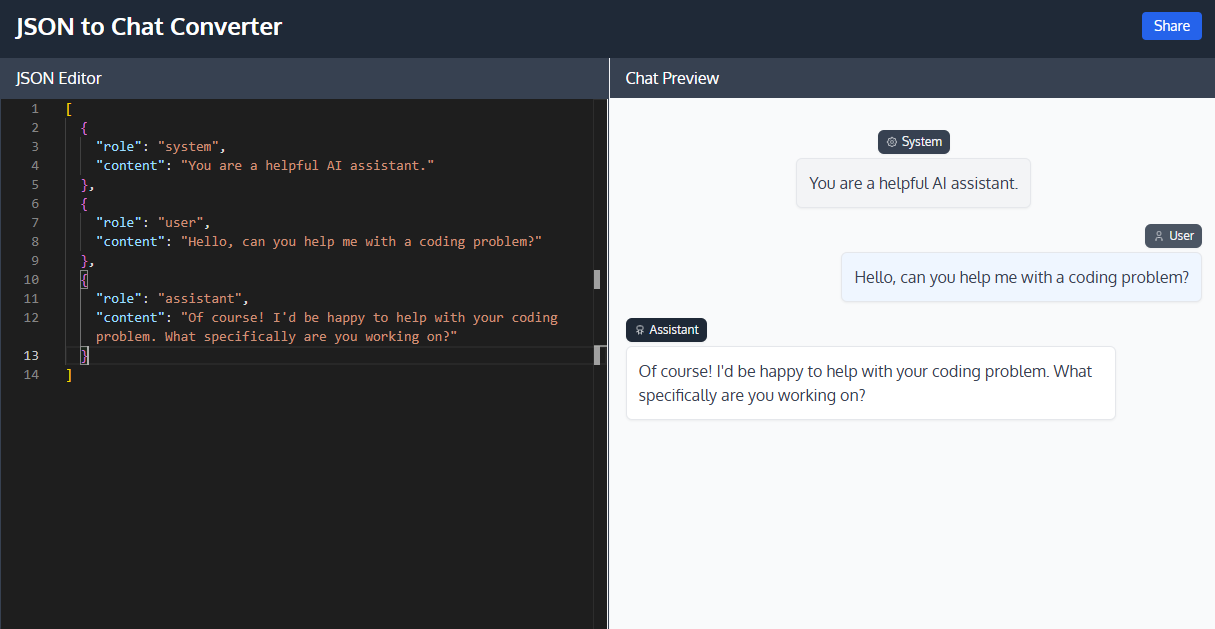 JSON to Chat Converter
Share
JSON Editor
1 [
2 {
3 "role": "system",
4 "content": "You are a helpful AI assistant."
5 },
6 {
7 "role": "user",
8 "content": "Hello, can you help me with a coding problem?"
9 },
10 {
11 "role": "assistant",
12 "content": "Of course! I'd be happy to help with your coding
problem. What specifically are you working on?"
13 }
14 ]
Chat Preview
System
You are a helpful AI assistant.
User
Hello, can you help me with a coding problem?
Assistant
Of course! I'd be happy to help with your coding problem. What
specifically are you working on?